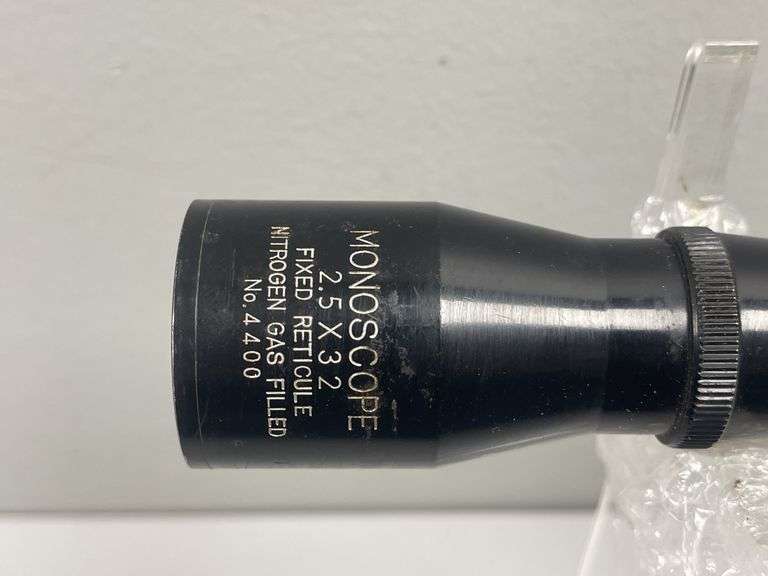 MONOSCOPE
2.5 X 32
FIXED RETICULE
NITROGEN GAS FILLED
No. 4400